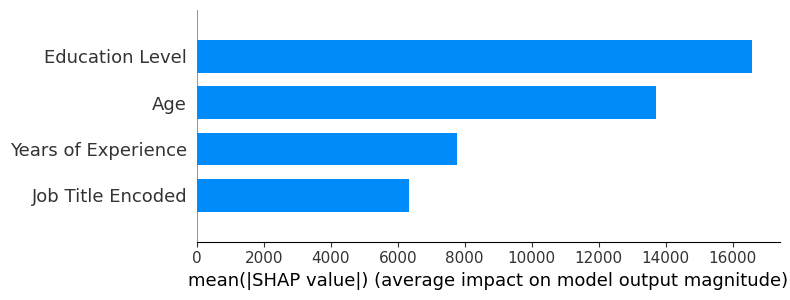 Education Level
Age
Years of Experience
Job Title Encoded
0 2000 4000 6000 8000 10000 12000 14000 16000
mean(|SHAP value|) (average impact on model output magnitude)